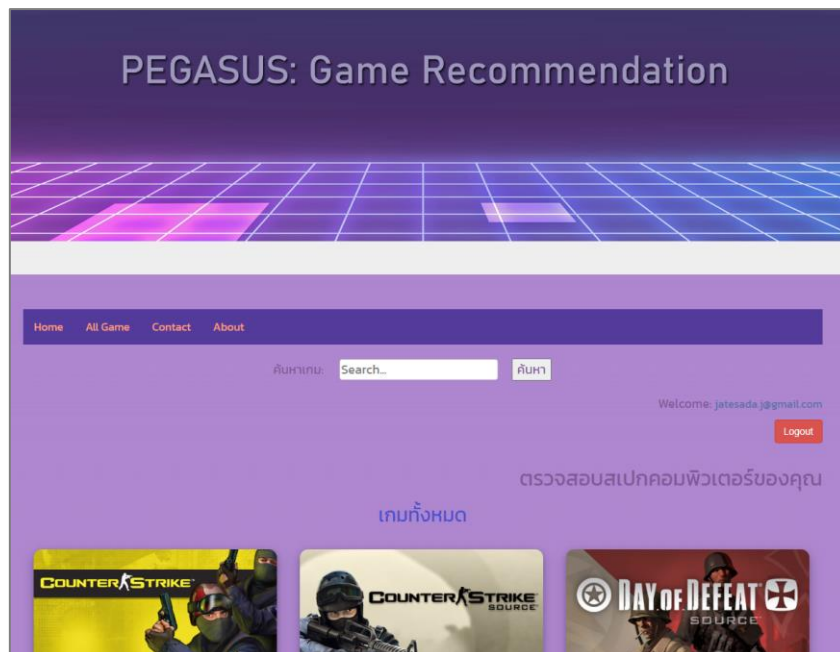 PEGASUS: Game Recommendation
Home All Game Contact About
ค้นหาเกม: Search... ค้นหา
Welcome: jatesada.j@gmail.com
Logout
ตรวจสอบสเปกคอมพิวเตอร์ของคุณ
เกมทั้งหมด
COUNTER STRIKE
COUNTER STRIKE SOURCE
DAY OF DEFEAT SOURCE